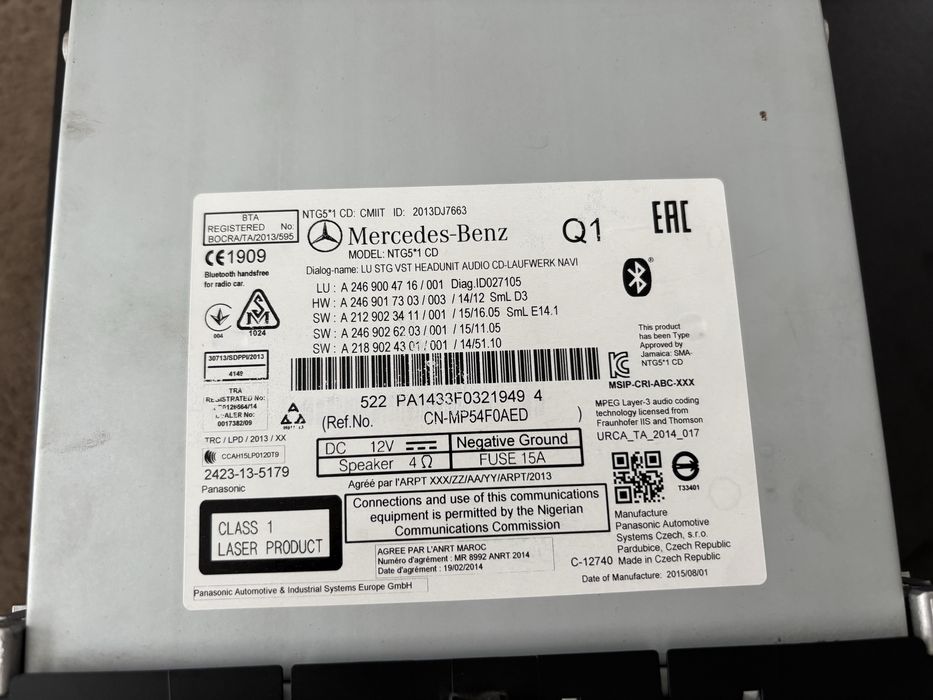 BTA
REGISTERED No:
BOCRA/TA/2013/595
NTG5*1 CD: CMIIT ID: 2013DJ7663
Mercedes-Benz
Q1
EAC
MODEL: NTG5*1 CD
CE1909
Bluetooth handsfree
for radio car.
Dialog-name: LU STG VST HEADUNIT AUDIO CD-LAUFWERK NAVI
LU : A 246 900 47 16 / 001 Diag.ID027105
HW : A 246 901 73 03 / 003 / 14/12 SmL D3
SW : A 212 902 34 11 / 001 / 15/16.05 SmL E14.1
SW : A 246 902 62 03 / 001 / 15/11.05
SW : A 218 902 43 01 / 001 / 14/51.10
004
1024
30713/SDPPI/2013
4149
This product
has been Type
Approved by
Jamaica: SMA-
NTG5*1 CD
MSIP-CRI-ABC-XXX
TRA
REGISTRATED No:
DEALER No:
0017382/09
522 PA1433F0321949 4
(Ref.No. CN-MP54F0AED )
MPEG Layer-3 audio coding
technology licensed from
Fraunhofer IIS and Thomson
URCA_TA_2014_017
TRC / LPD / 2013 / XX
CCAH15LP0120T9
2423-13-5179
Panasonic
DC 12V
Negative Ground
Speaker 4Ω
FUSE 15A
Agréé par l'ARPT XXX/ZZ/AA/YY/ARPT/2013
T33401
CLASS 1
LASER PRODUCT
Connections and use of this communications
equipment is permitted by the Nigerian
Communications Commission
AGREE PAR L'ANRT MAROC
Numéro d'agrément : MR 8992 ANRT 2014
Date d'agrément : 19/02/2014
Manufacture
Panasonic Automotive
Systems Czech, s.r.o.
Pardubice, Czech Republic
C-12740 Made in Czech Republic
Date of Manufacture: 2015/08/01
Panasonic Automotive & Industrial Systems Europe GmbH